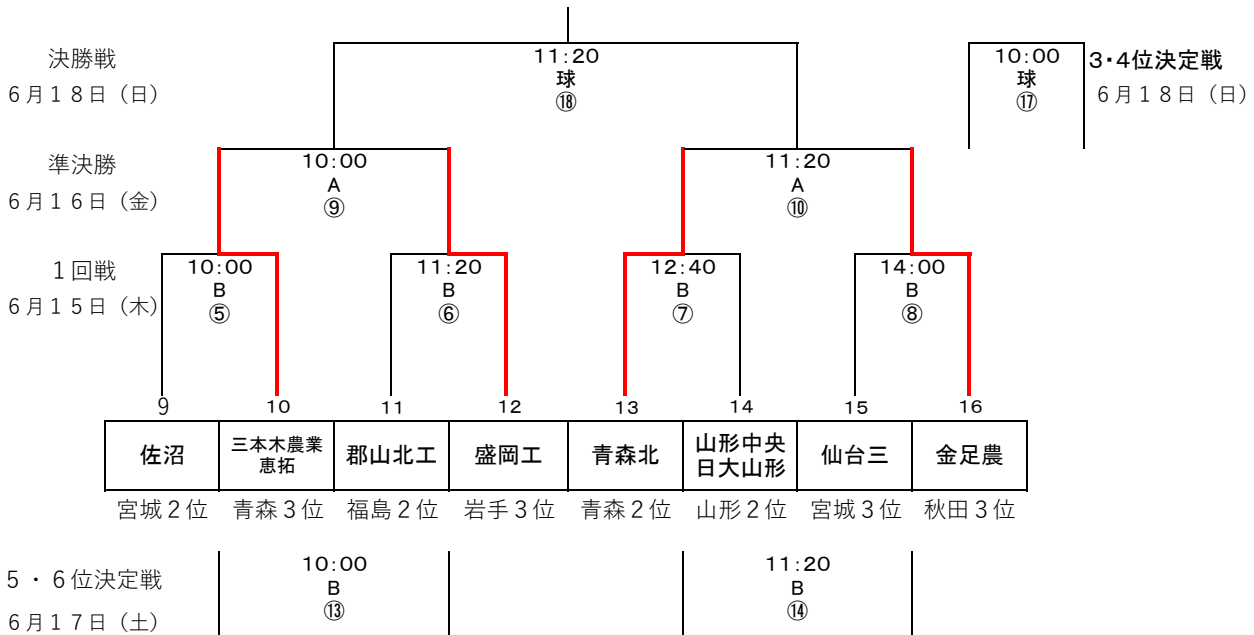 決勝戦
6月18日（日）
11:20
球
⑱
10:00
球
⑰
3・4位決定戦
6月18日（日）
準決勝
6月16日（金）
10:00
A
⑨
11:20
A
⑩
1回戦
6月15日（木）
10:00
B
⑤
11:20
B
⑥
12:40
B
⑦
14:00
B
⑧
9 10 11 12 13 14 15 16
佐沼
三本木農業
恵拓
郡山北工
盛岡工
青森北
山形中央
日大山形
仙台三
金足農
宮城2位 青森3位 福島2位 岩手3位 青森2位 山形2位 宮城3位 秋田3位
5・6位決定戦
6月17日（土）
10:00
B
⑬
11:20
B
⑭